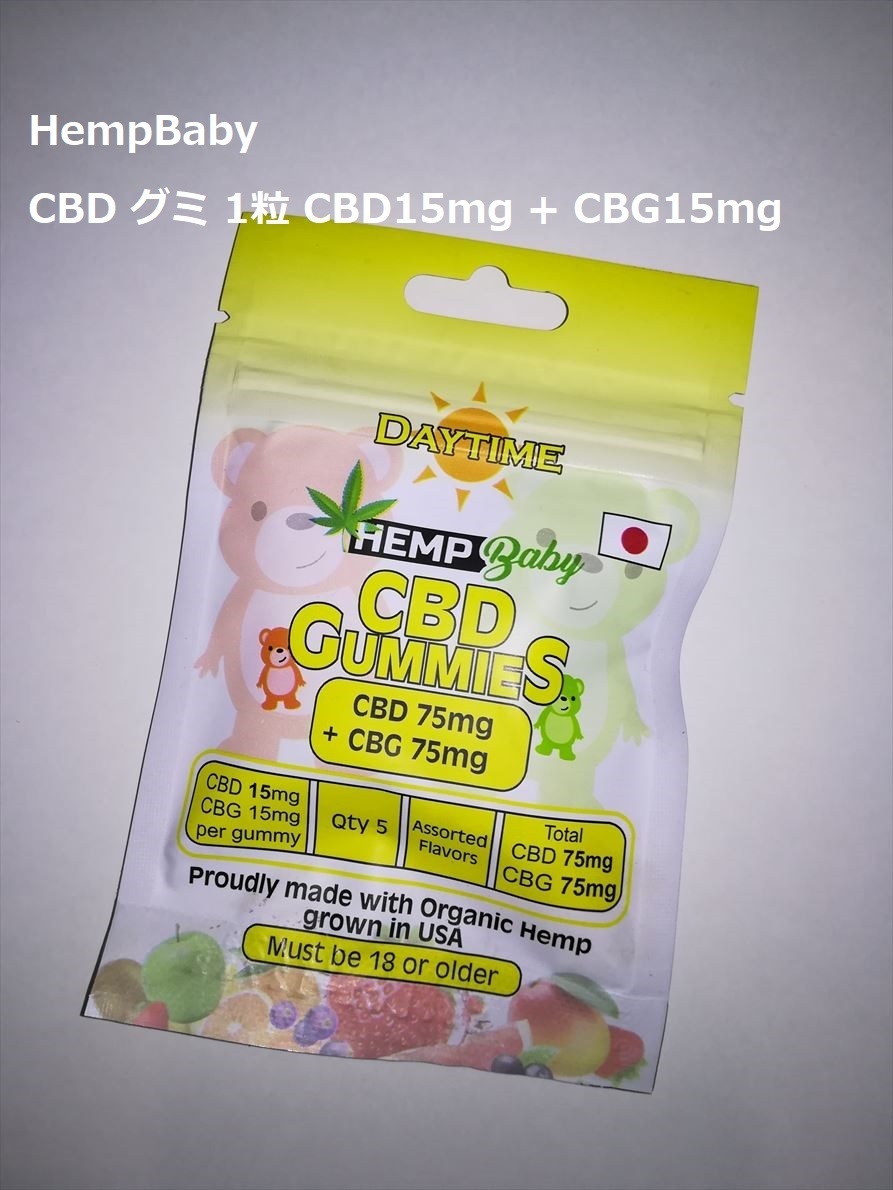 HempBaby
CBD グミ 1粒 CBD15mg + CBG15mg
DAYTIME
HEMP Baby
CBD
GUMMIES
CBD 75mg
+ CBG 75mg
CBD 15mg
CBG 15mg
per gummy
Qty 5
Assorted
Flavors
Total
CBD 75mg
CBG 75mg
Proudly made with Organic Hemp
grown in USA
Must be 18 or older